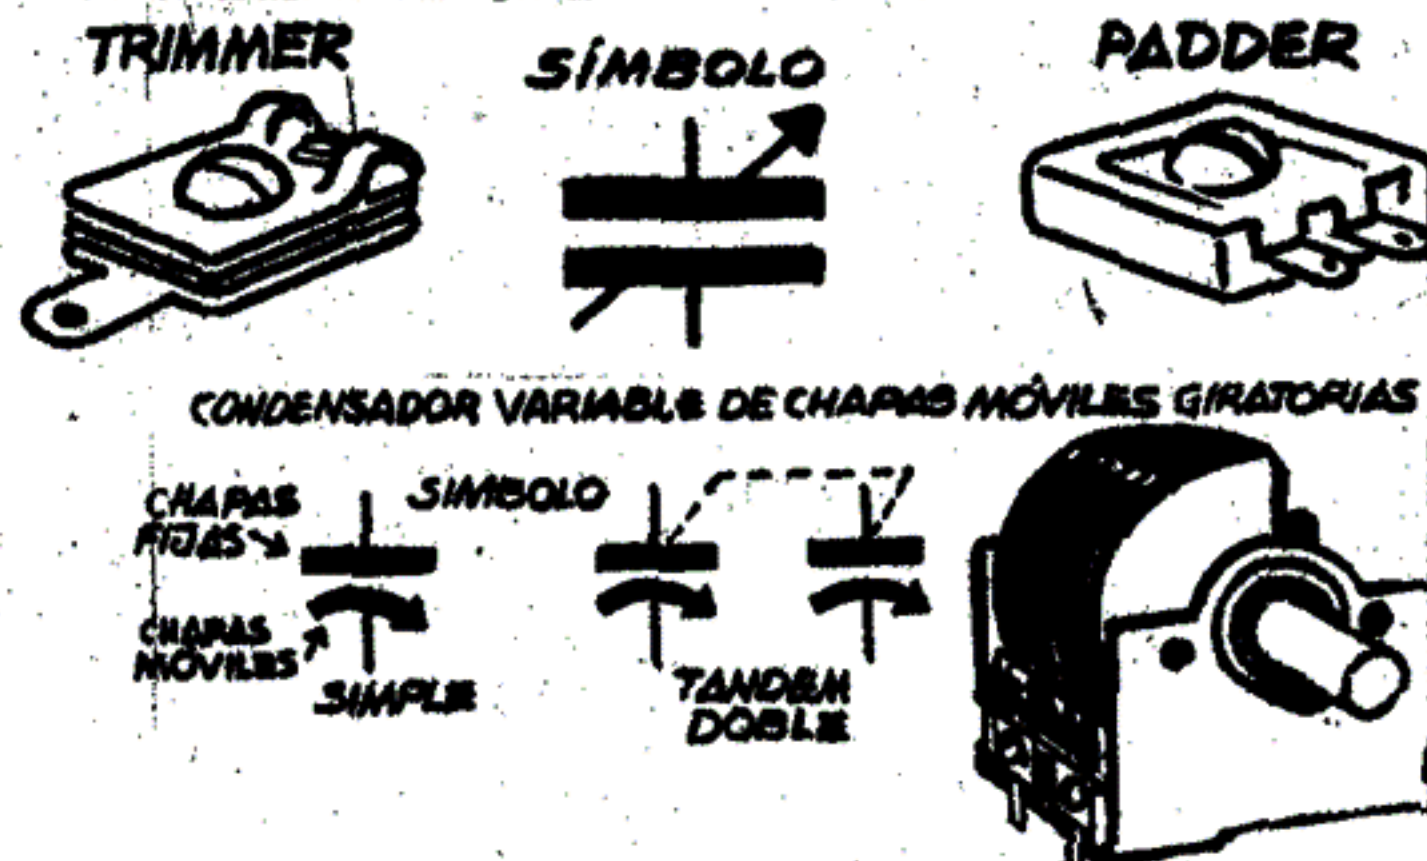 TRIMMER
SÍMBOLO
PADDER
CONDENSADOR VARIABLE DE CHAPAS MÓVILES GIRATORIAS
CHAPAS
FIJAS
SIMBOLO
CHAPAS
MÓVILES
SIMPLE
TANDEM
DOBLE